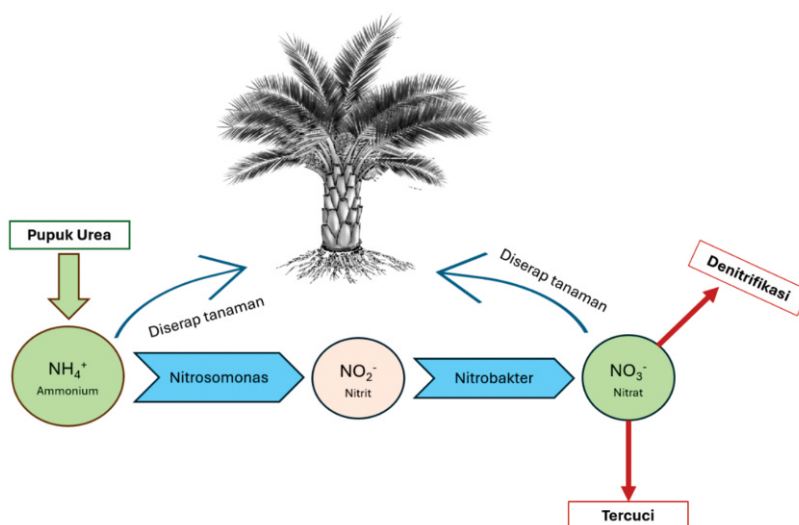 Pupuk Urea
Diserap tanaman
Diserap tanaman
Denitrifikasi
NH₄⁺
Ammonium
Nitrosomonas
NO₂⁻
Nitrit
Nitrobakter
NO₃⁻
Nitrat
Tercuci